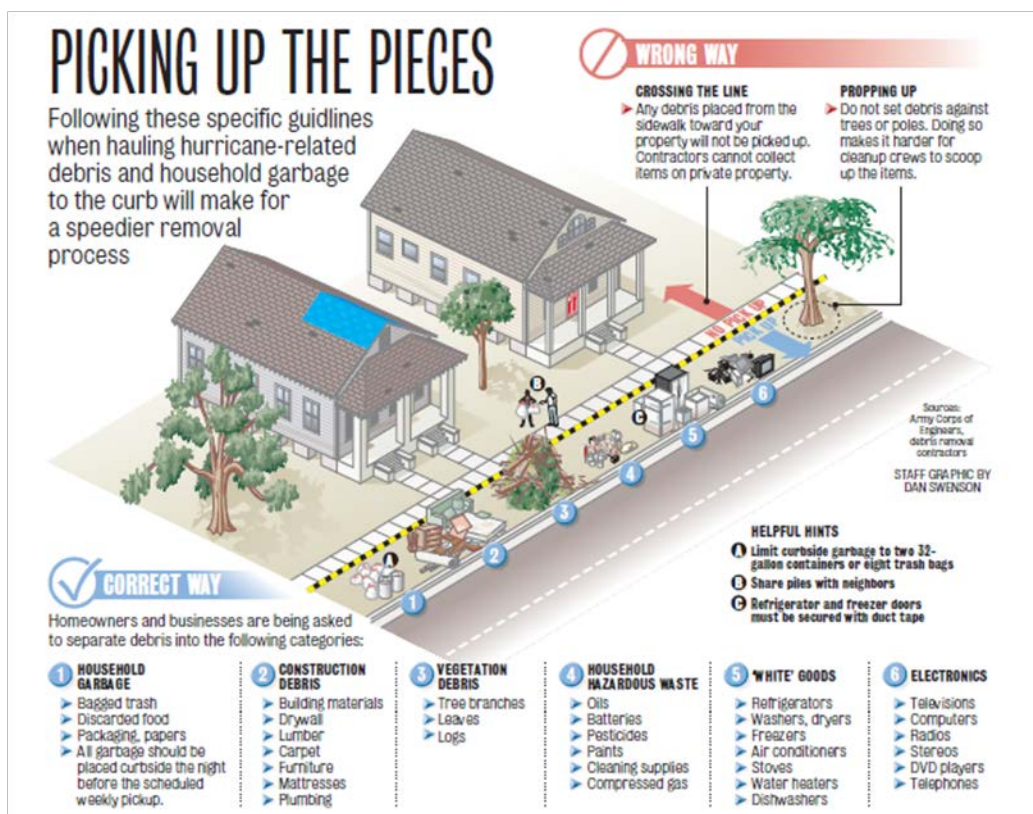 PICKING UP THE PIECES
Following these specific guidlines
when hauling hurricane-related
debris and household garbage
to the curb will make for
a speedier removal
process
WRONG WAY
CROSSING THE LINE
Any debris placed from the
sidewalk toward your
property will not be picked up.
Contractors cannot collect
items on private property.
PROPPING UP
Do not set debris against
trees or poles. Doing so
makes it harder for
cleanup crews to scoop
up the items.
NO PICK UP
PICK UP
iT
A
B
C
1
2
3
4
5
6
Sources:
Army Corps of
Engineers,
debris removal
contractors
STAFF GRAPHIC BY
DAN SWENSON
HELPFUL HINTS
A Limit curbside garbage to two 32-
gallon containers or eight trash bags
B Share piles with neighbors
C Refrigerator and freezer doors
must be secured with duct tape
CORRECT WAY
Homeowners and businesses are being asked
to separate debris into the following categories:
1 HOUSEHOLD
GARBAGE
Bagged trash
Discarded food
Packaging, papers
All garbage should be
placed curbside the night
before the scheduled
weekly pickup.
2 CONSTRUCTION
DEBRIS
Building materials
Drywall
Lumber
Carpet
Furniture
Mattresses
Plumbing
3 VEGETATION
DEBRIS
Tree branches
Leaves
Logs
4 HOUSEHOLD
HAZARDOUS WASTE
Oils
Batteries
Pesticides
Paints
Cleaning supplies
Compressed gas
5 'WHITE' GOODS
Refrigerators
Washers, dryers
Freezers
Air conditioners
Stoves
Water heaters
Dishwashers
6 ELECTRONICS
Televisions
Computers
Radios
Stereos
DVD players
Telephones